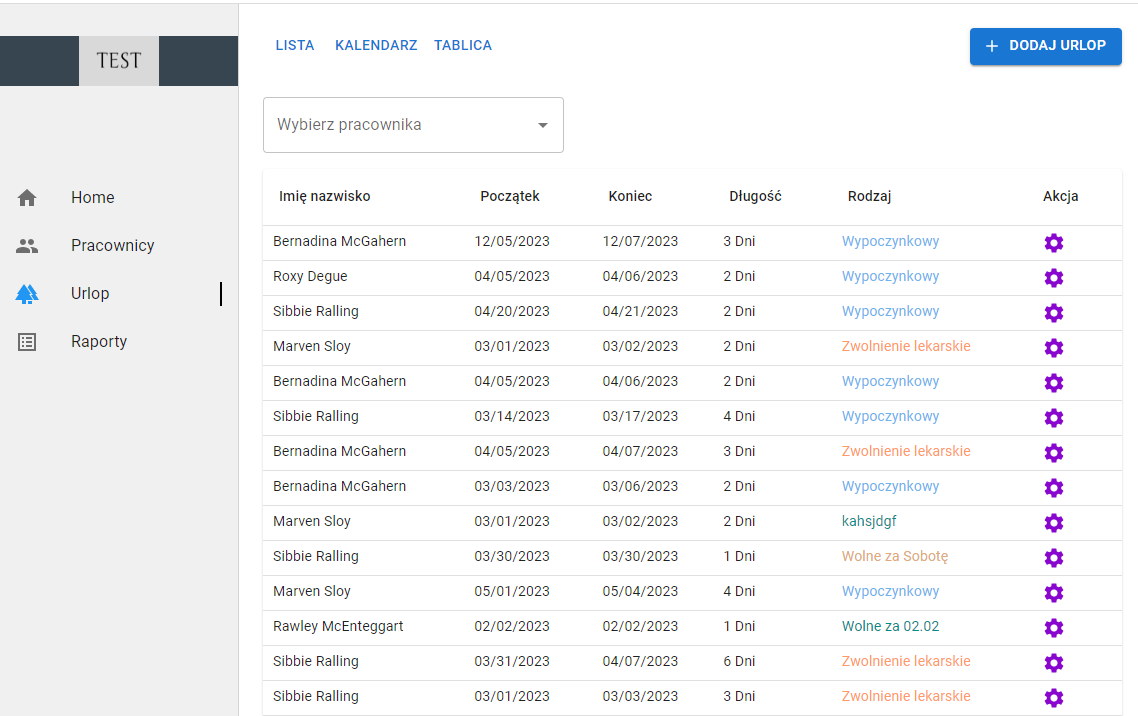 TEST
LISTA KALENDARZ TABLICA
+ DODAJ URLOP
Wybierz pracownika
Home
Pracownicy
Urlop
Raporty
Imię nazwisko Początek Koniec Długość Rodzaj Akcja
Bernadina McGahern 12/05/2023 12/07/2023 3 Dni Wypoczynkowy
Roxy Degue 04/05/2023 04/06/2023 2 Dni Wypoczynkowy
Sibbie Ralling 04/20/2023 04/21/2023 2 Dni Wypoczynkowy
Marven Sloy 03/01/2023 03/02/2023 2 Dni Zwolnienie lekarskie
Bernadina McGahern 04/05/2023 04/06/2023 2 Dni Wypoczynkowy
Sibbie Ralling 03/14/2023 03/17/2023 4 Dni Wypoczynkowy
Bernadina McGahern 04/05/2023 04/07/2023 3 Dni Zwolnienie lekarskie
Bernadina McGahern 03/03/2023 03/06/2023 2 Dni Wypoczynkowy
Marven Sloy 03/01/2023 03/02/2023 2 Dni kahsjdgf
Sibbie Ralling 03/30/2023 03/30/2023 1 Dni Wolne za Sobotę
Marven Sloy 05/01/2023 05/04/2023 4 Dni Wypoczynkowy
Rawley McEnteggart 02/02/2023 02/02/2023 1 Dni Wolne za 02.02
Sibbie Ralling 03/31/2023 04/07/2023 6 Dni Zwolnienie lekarskie
Sibbie Ralling 03/01/2023 03/03/2023 3 Dni Zwolnienie lekarskie